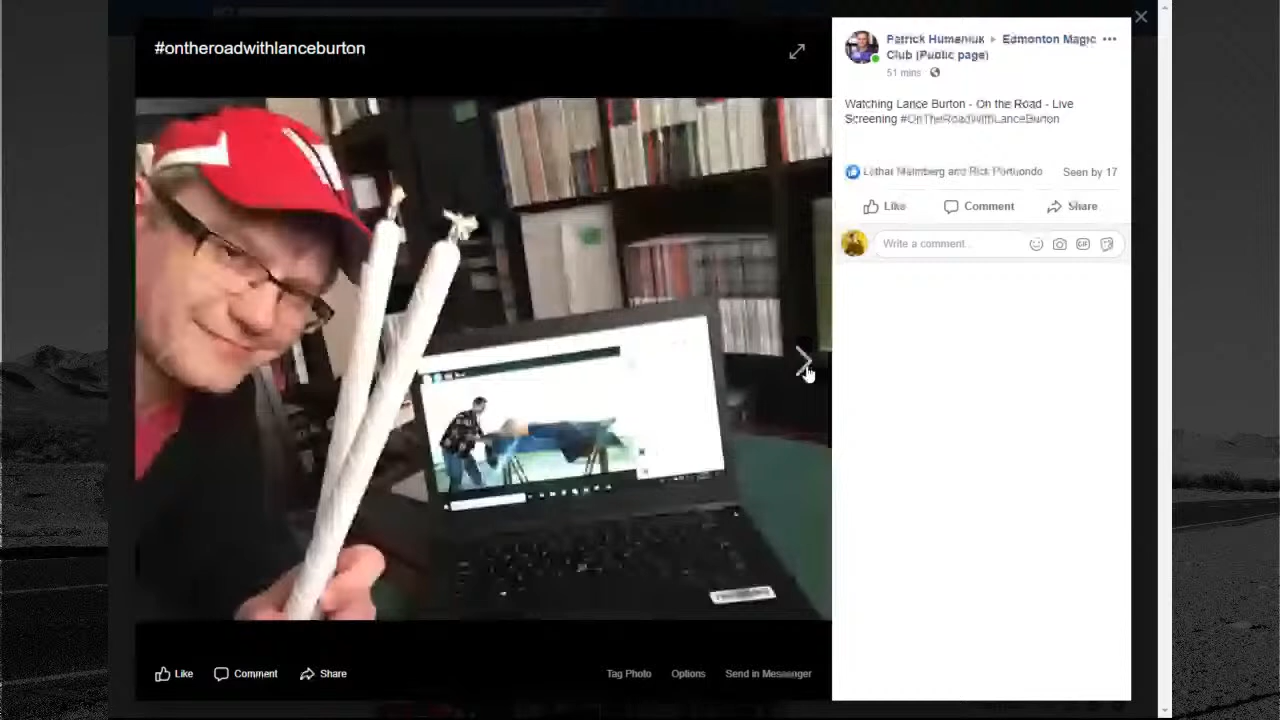 #ontheroadwithlanceburton
Patrick Humeniuk ▸ Edmonton Magic
Club (Public page)
51 mins
Watching Lance Burton - On the Road - Live
Screening #OnTheRoadWithLanceBurton
Lothar Malmberg and Rick Portuondo
Seen by 17
Like
Comment
Share
Write a comment...
GIF
Like
Comment
Share
Tag Photo
Options
Send in Messenger